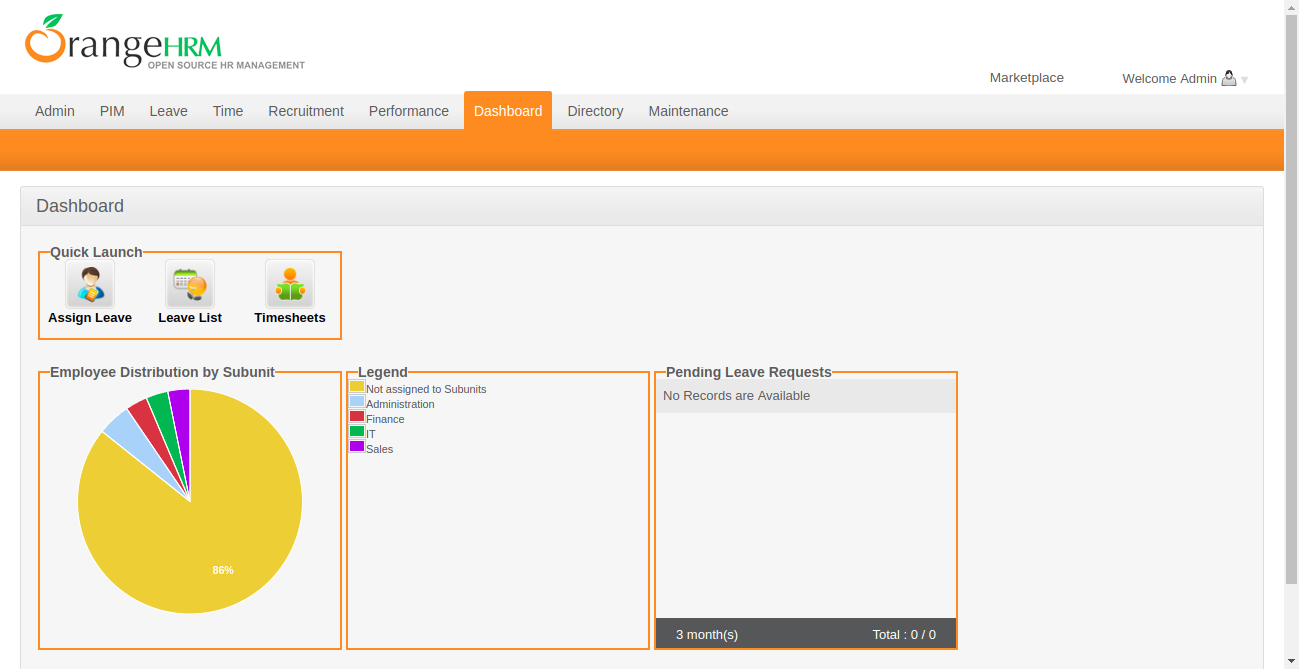 OrangeHRM
OPEN SOURCE HR MANAGEMENT
Marketplace
Welcome Admin
Admin PIM Leave Time Recruitment Performance Dashboard Directory Maintenance
Dashboard
Quick Launch
Assign Leave Leave List Timesheets
Employee Distribution by Subunit
86%
Legend
Not assigned to Subunits
Administration
Finance
IT
Sales
Pending Leave Requests
No Records are Available
3 month(s) Total : 0 / 0